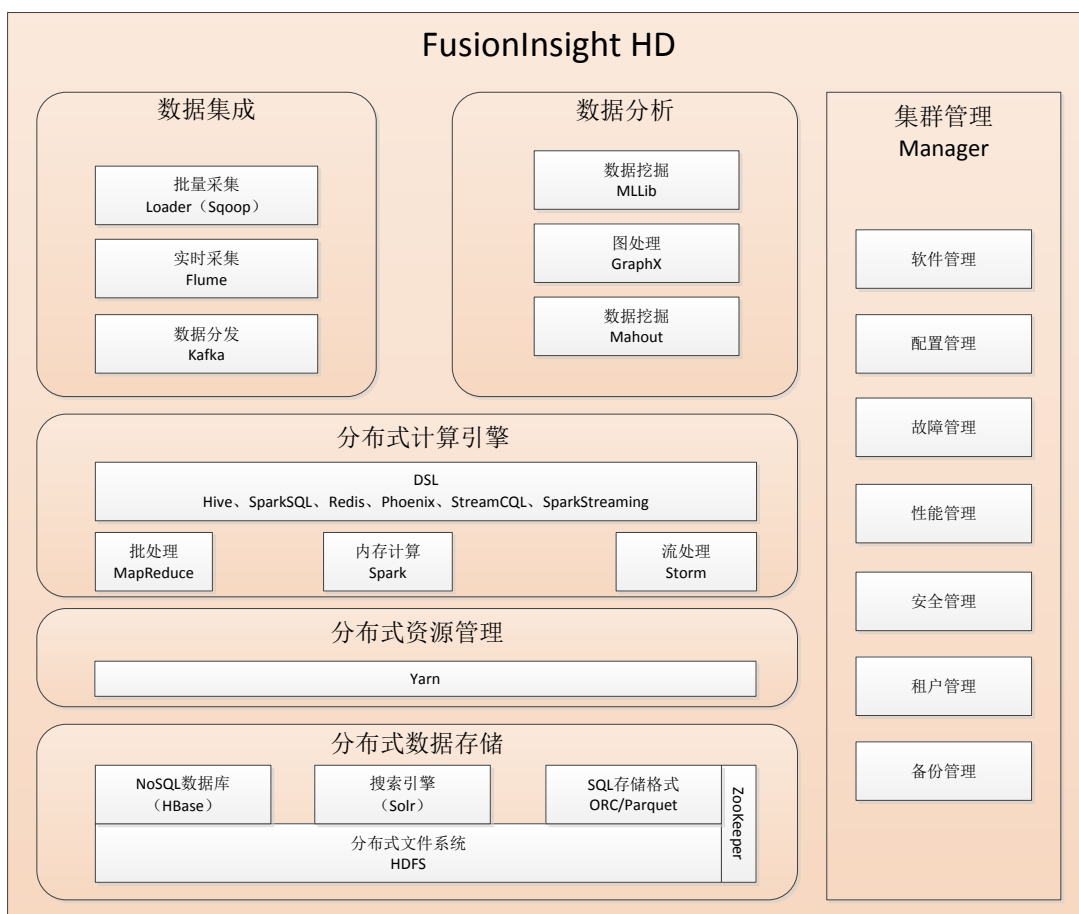 FusionInsight HD
数据集成
批量采集
Loader（Sqoop）
实时采集
Flume
数据分发
Kafka
数据分析
数据挖掘
MLLib
图处理
GraphX
数据挖掘
Mahout
分布式计算引擎
DSL
Hive、SparkSQL、Redis、Phoenix、StreamCQL、SparkStreaming
批处理
MapReduce
内存计算
Spark
流处理
Storm
分布式资源管理
Yarn
分布式数据存储
NoSQL数据库
（HBase）
搜索引擎
（Solr）
SQL存储格式
ORC/Parquet
ZooKeeper
分布式文件系统
HDFS
集群管理
Manager
软件管理
配置管理
故障管理
性能管理
安全管理
租户管理
备份管理